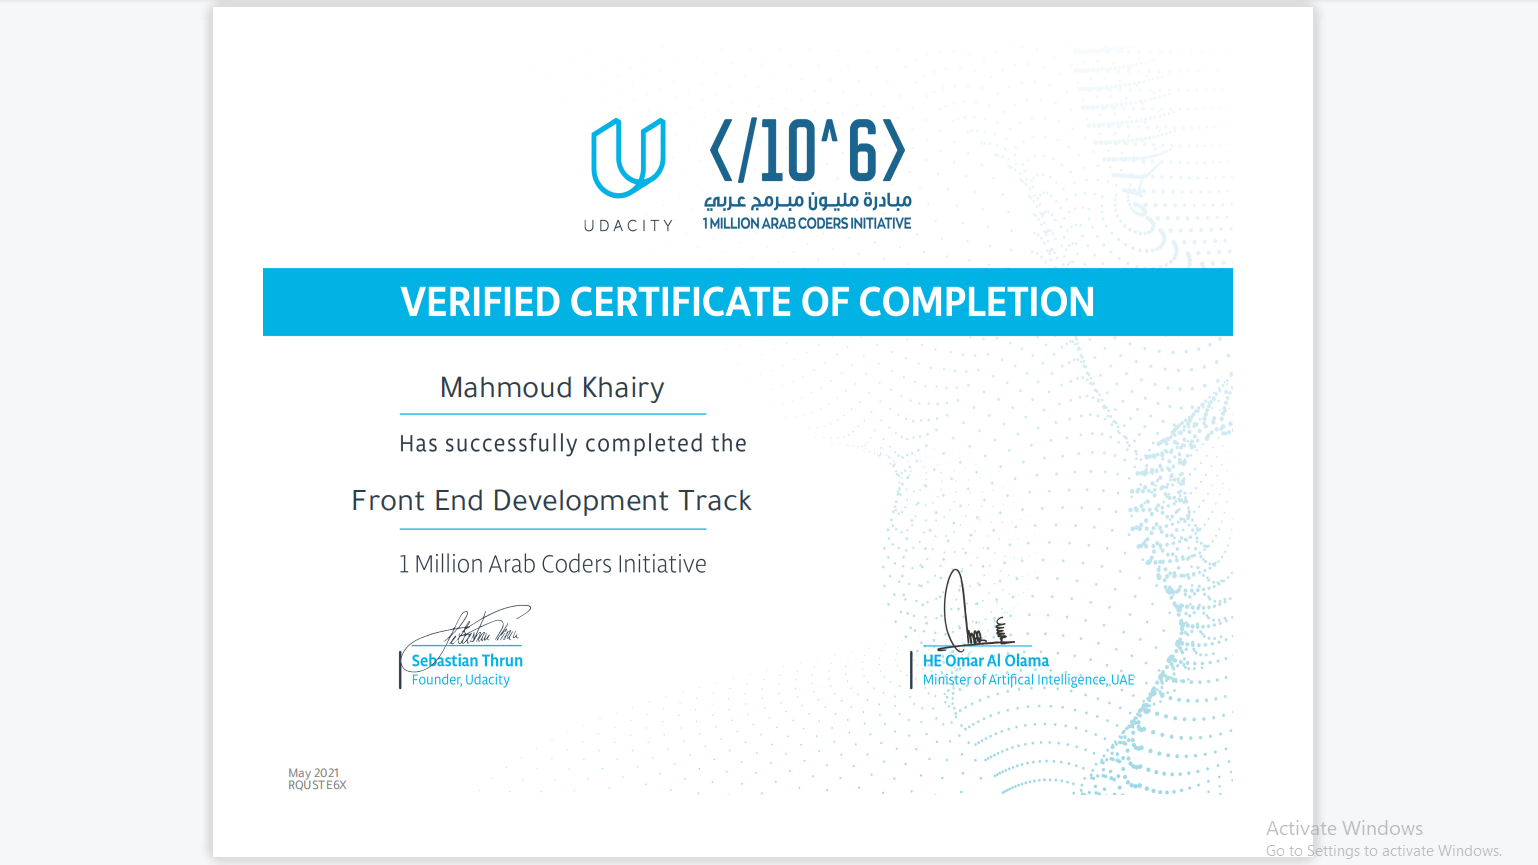 UDACITY
</10^6>
مبادرة مليون مبرمج عربي
1 MILLION ARAB CODERS INITIATIVE
VERIFIED CERTIFICATE OF COMPLETION
Mahmoud Khairy
Has successfully completed the
Front End Development Track
1 Million Arab Coders Initiative
Sebastian Thrun
Sebastian Thrun
Founder, Udacity
HE Omar Al Olama
Minister of Artifical Intelligence, UAE
May 2021
RQUSTE6X
Activate Windows
Go to Settings to activate Windows.